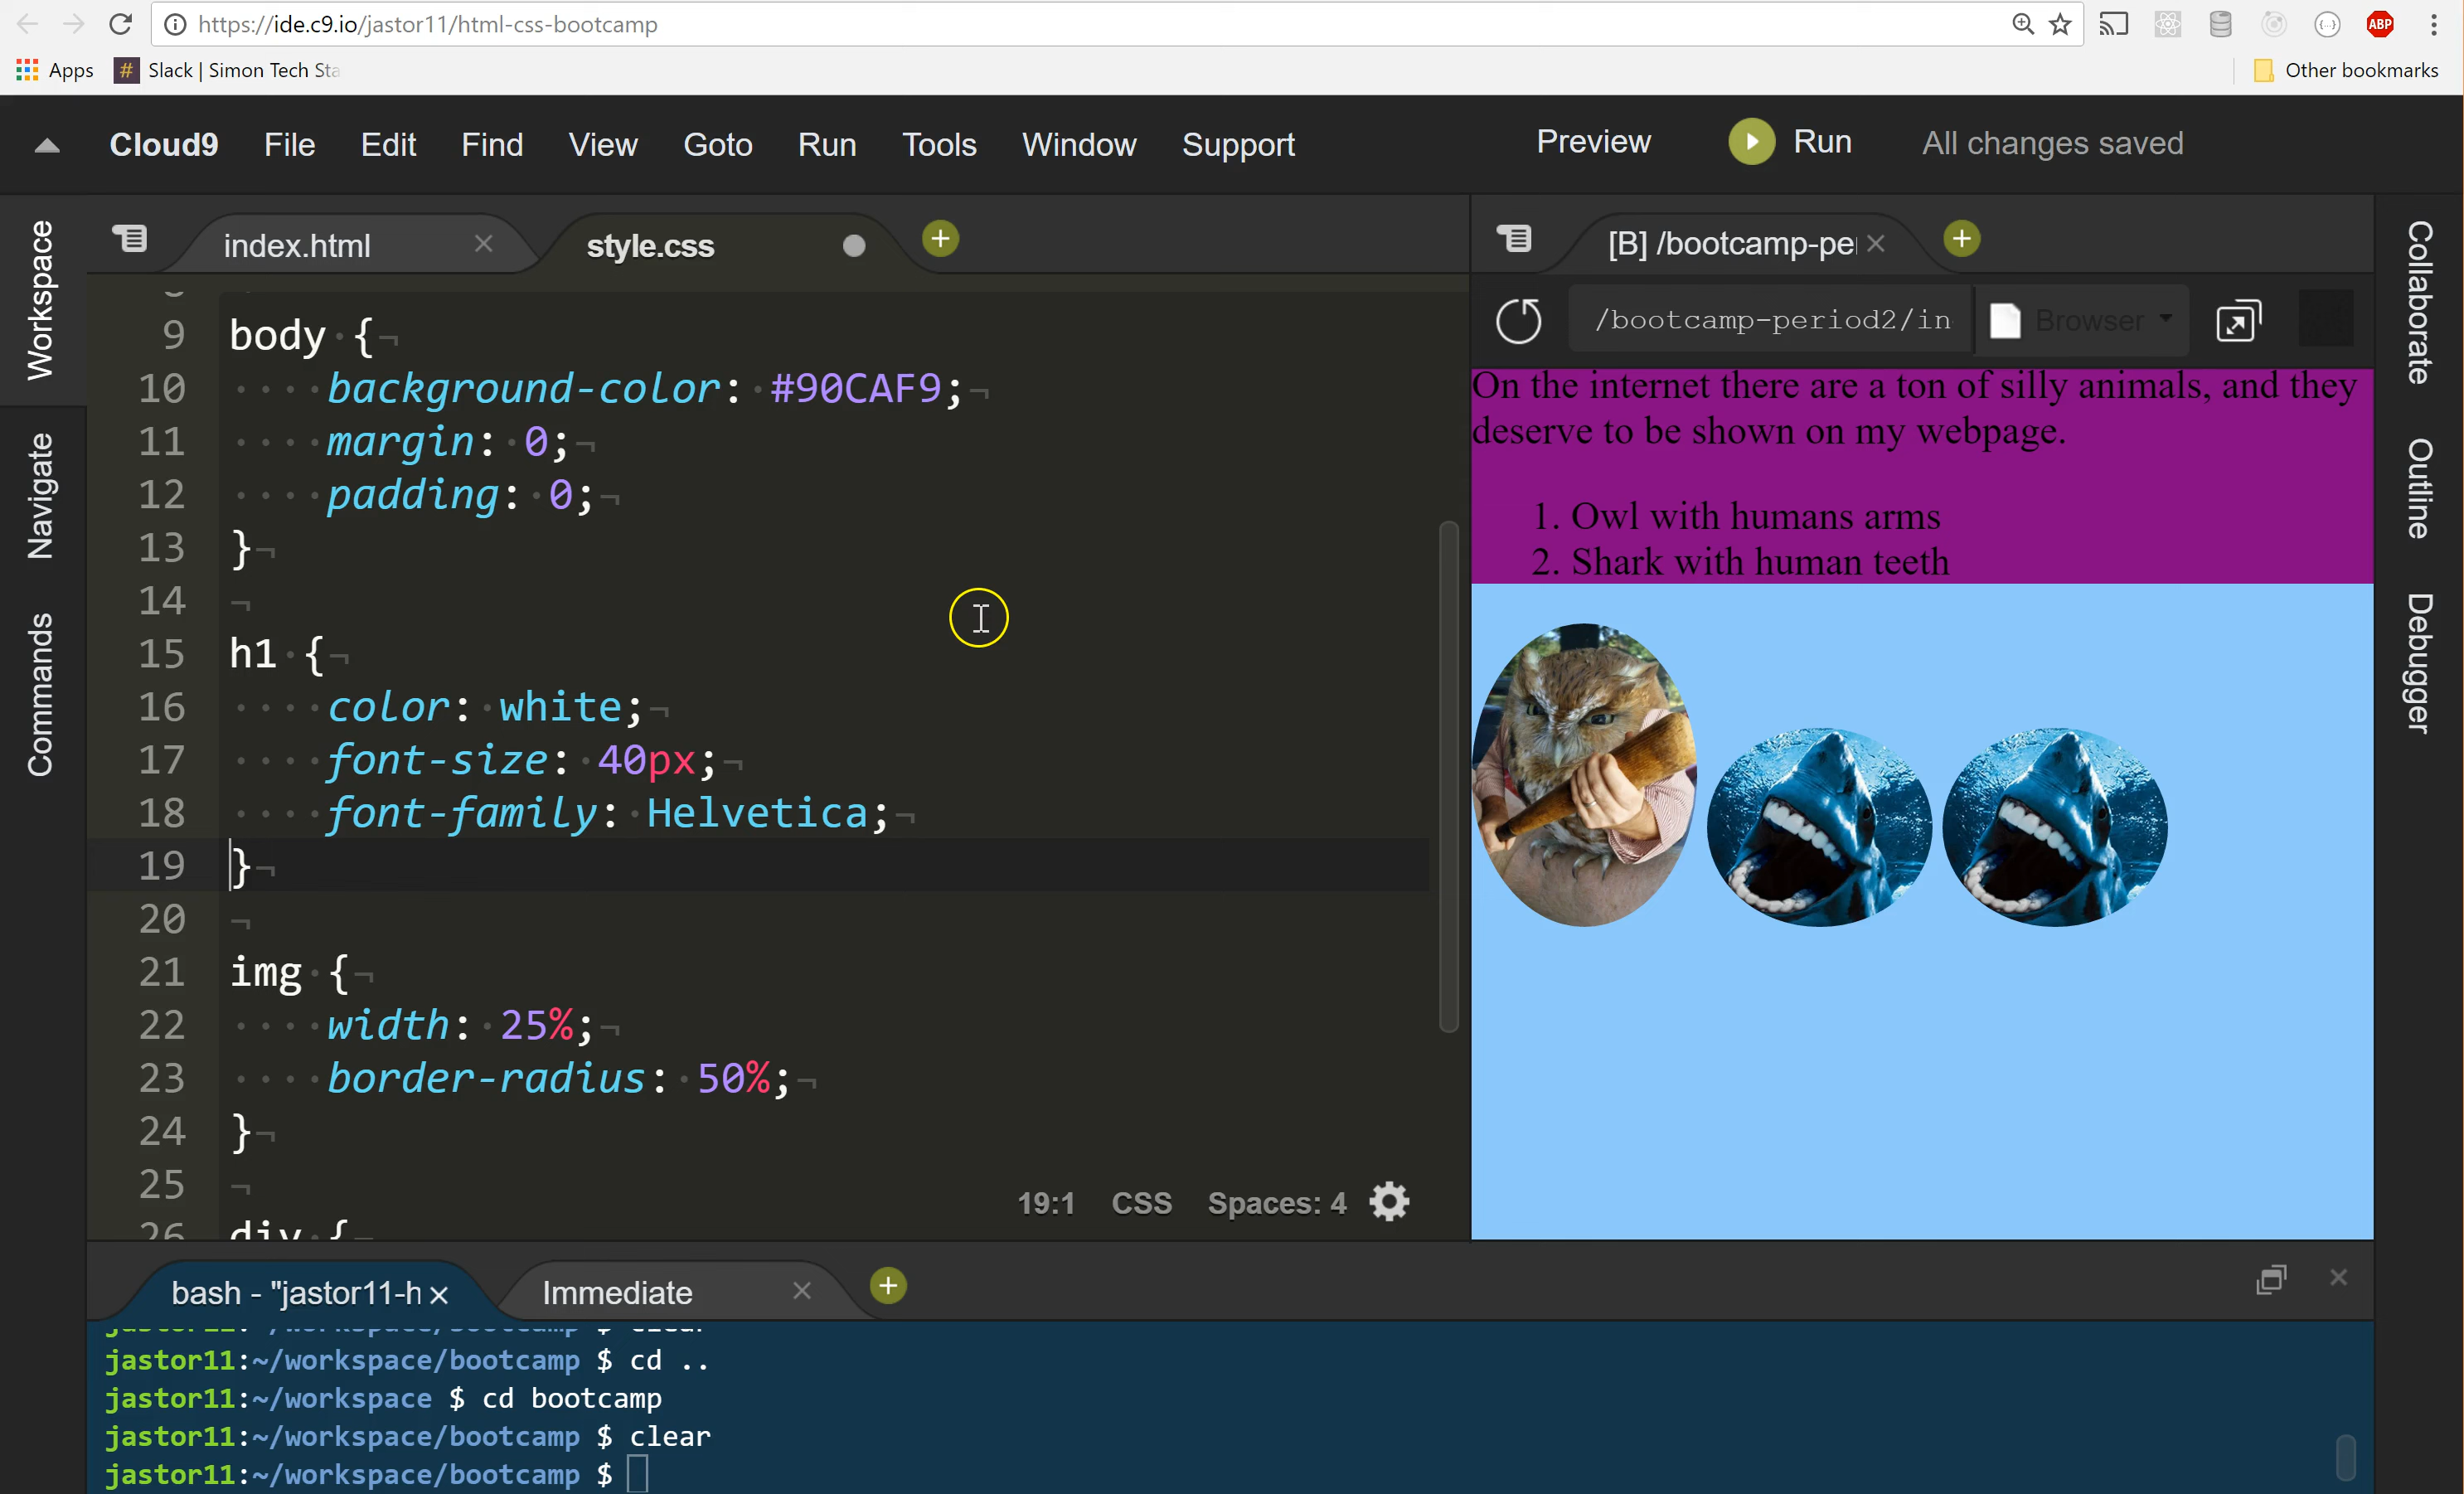 https://ide.c9.io/jastor11/html-css-bootcamp
ABP
Apps
# Slack | Simon Tech Sta
Other bookmarks
Cloud9 File Edit Find View Goto Run Tools Window Support Preview Run All changes saved
Workspace
Navigate
Commands
index.html
style.css
[B] /bootcamp-pe
/bootcamp-period2/in
Browser
Collaborate
Outline
Debugger
9 body {
10 background-color: #90CAF9;
11 margin: 0;
12 padding: 0;
13 }
14
15 h1 {
16 color: white;
17 font-size: 40px;
18 font-family: Helvetica;
19 }
20
21 img {
22 width: 25%;
23 border-radius: 50%;
24 }
25
26 div {
19:1 CSS Spaces: 4
On the internet there are a ton of silly animals, and they
deserve to be shown on my webpage.
1. Owl with humans arms
2. Shark with human teeth
bash - "jastor11-h
Immediate
jastor11:~/workspace/bootcamp $ clear
jastor11:~/workspace/bootcamp $ cd ..
jastor11:~/workspace $ cd bootcamp
jastor11:~/workspace/bootcamp $ clear
jastor11:~/workspace/bootcamp $